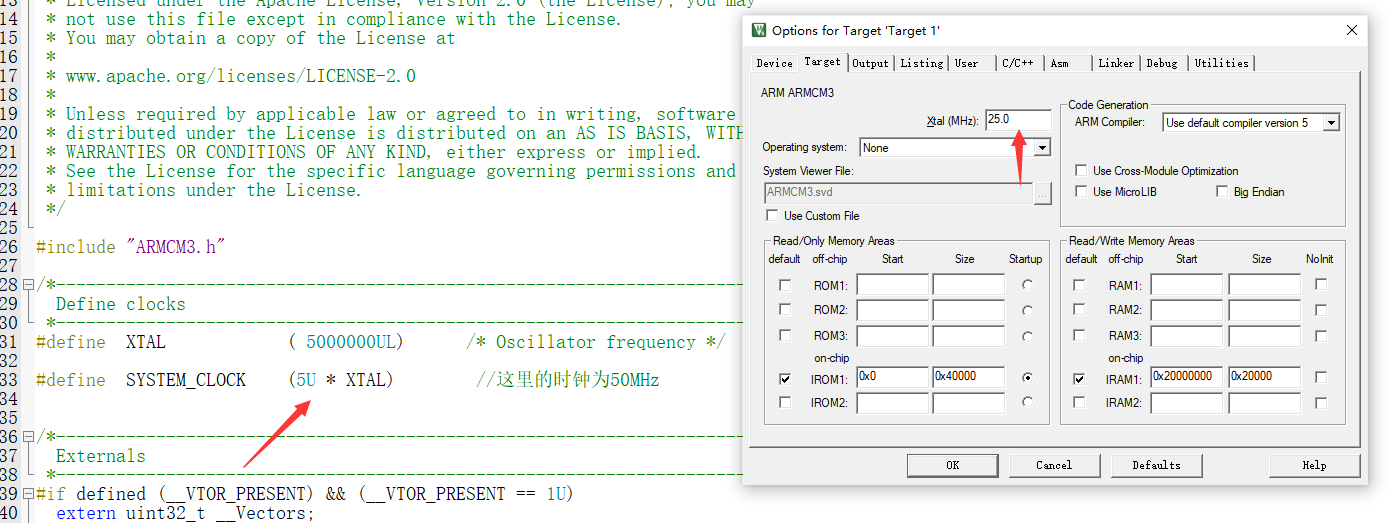 13 * Licensed under the Apache License, Version 2.0 (the License); you may
14 * not use this file except in compliance with the License.
15 * You may obtain a copy of the License at
16 *
17 * www.apache.org/licenses/LICENSE-2.0
18 *
19 * Unless required by applicable law or agreed to in writing, software
20 * distributed under the License is distributed on an AS IS BASIS, WITH
21 * WARRANTIES OR CONDITIONS OF ANY KIND, either express or implied.
22 * See the License for the specific language governing permissions and
23 * limitations under the License.
24 */
25
26 #include "ARMCM3.h"
27
28 /*----------------------------------------------------------------------
29 Define clocks
30 *----------------------------------------------------------------------
31 #define XTAL ( 5000000UL) /* Oscillator frequency */
32
33 #define SYSTEM_CLOCK (5U * XTAL) //这里的时钟为50MHz
34
35
36 /*----------------------------------------------------------------------
37 Externals
38 *----------------------------------------------------------------------
39 #if defined (__VTOR_PRESENT) && (__VTOR_PRESENT == 1U)
40 extern uint32_t __Vectors;
Options for Target 'Target 1'
Device Target Output Listing User C/C++ Asm Linker Debug Utilities
ARM ARMCM3
Xtal (MHz): 25.0
Operating system: None
System Viewer File:
ARMCM3.svd ...
Use Custom File
Code Generation
ARM Compiler: Use default compiler version 5
Use Cross-Module Optimization
Use MicroLIB Big Endian
Read/Only Memory Areas
default off-chip Start Size Startup
ROM1:
ROM2:
ROM3:
on-chip
IROM1: 0x0 0x40000
IROM2:
Read/Write Memory Areas
default off-chip Start Size NoInit
RAM1:
RAM2:
RAM3:
on-chip
IRAM1: 0x20000000 0x20000
IRAM2:
OK Cancel Defaults Help